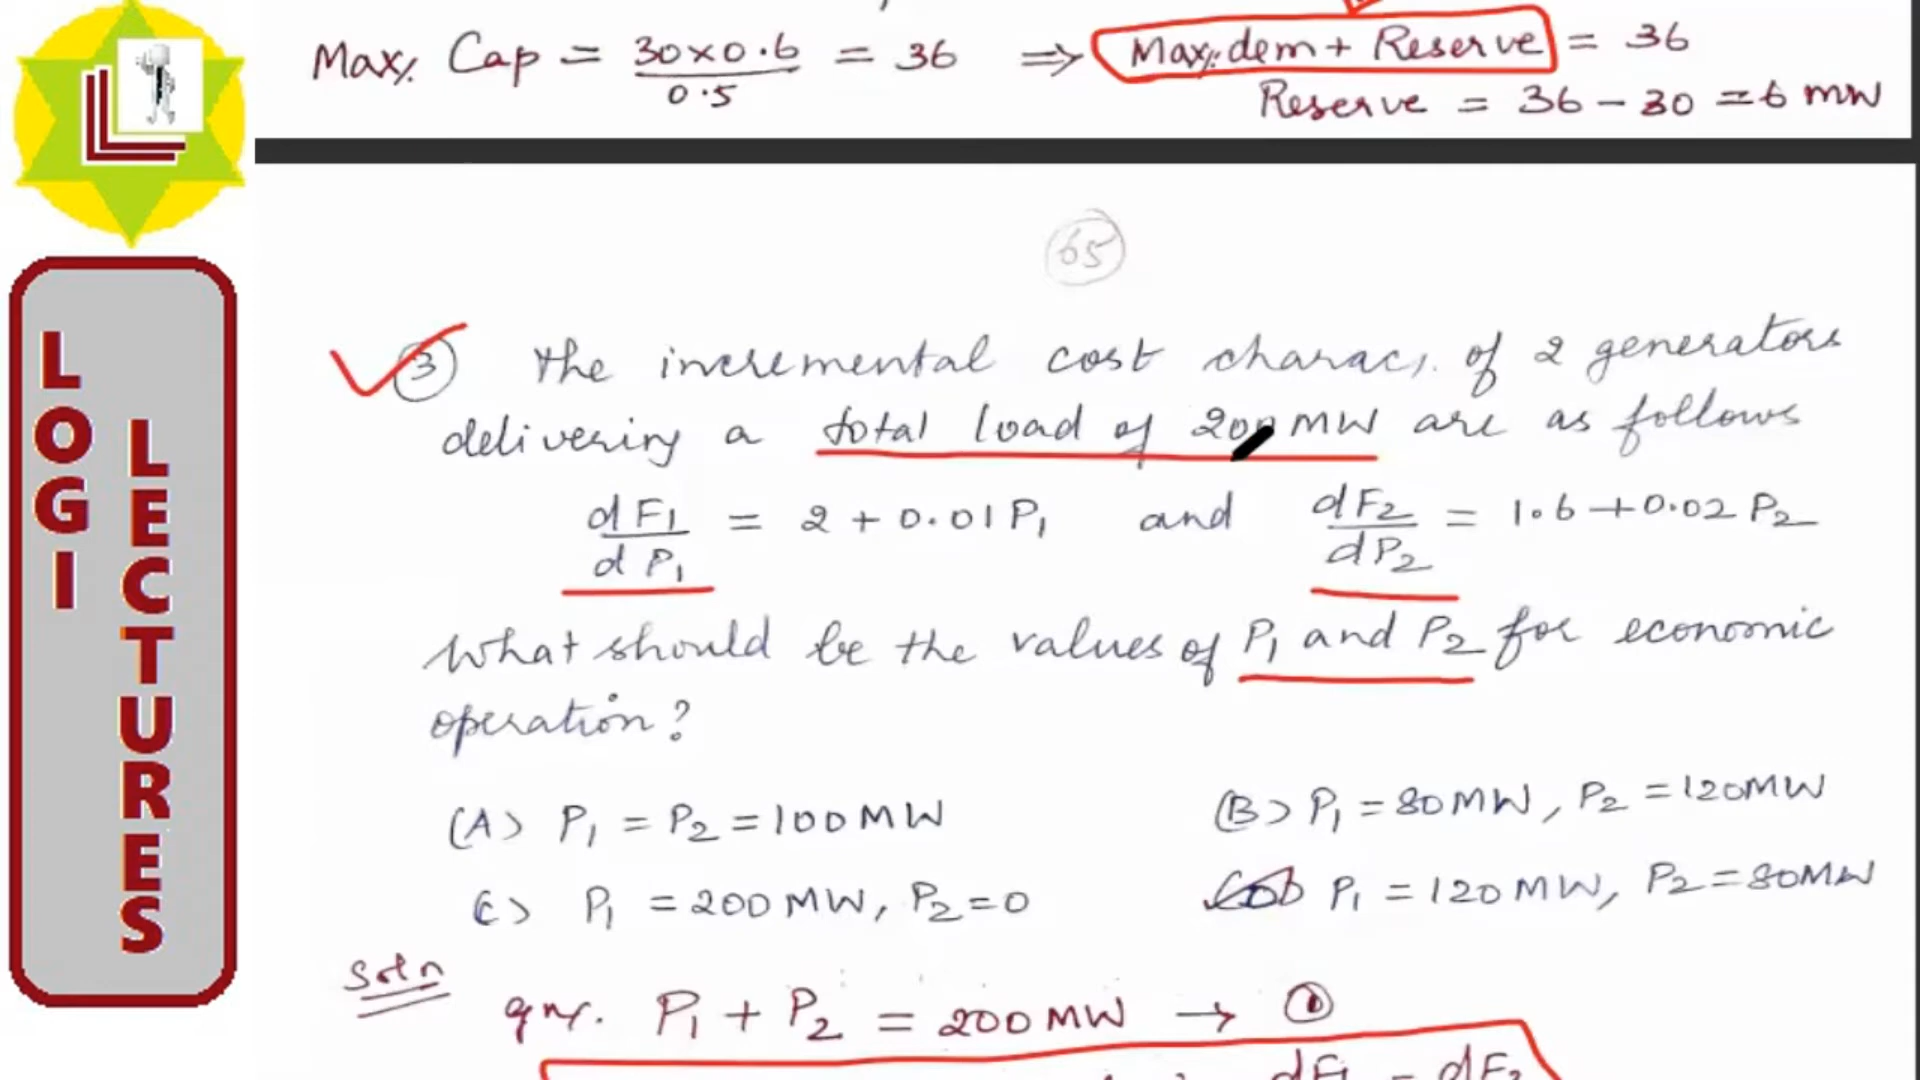 Max. Cap = 30×0.6 / 0.5 = 36 ⇒ Max. dem + Reserve = 36
Reserve = 36 - 30 = 6 MW
LOGI
LECTURES
65
3 The incremental cost charac. of 2 generators
delivering a total load of 200 MW are as follows
dF1/dP1 = 2 + 0.01 P1 and dF2/dP2 = 1.6 + 0.02 P2
What should be the values of P1 and P2 for economic
operation?
(A) P1 = P2 = 100 MW
(B) P1 = 80 MW, P2 = 120 MW
C) P1 = 200 MW, P2 = 0
P1 = 120 MW, P2 = 80 MW
Soln
P1 + P2 = 200 MW → 1
dF1 = dF2